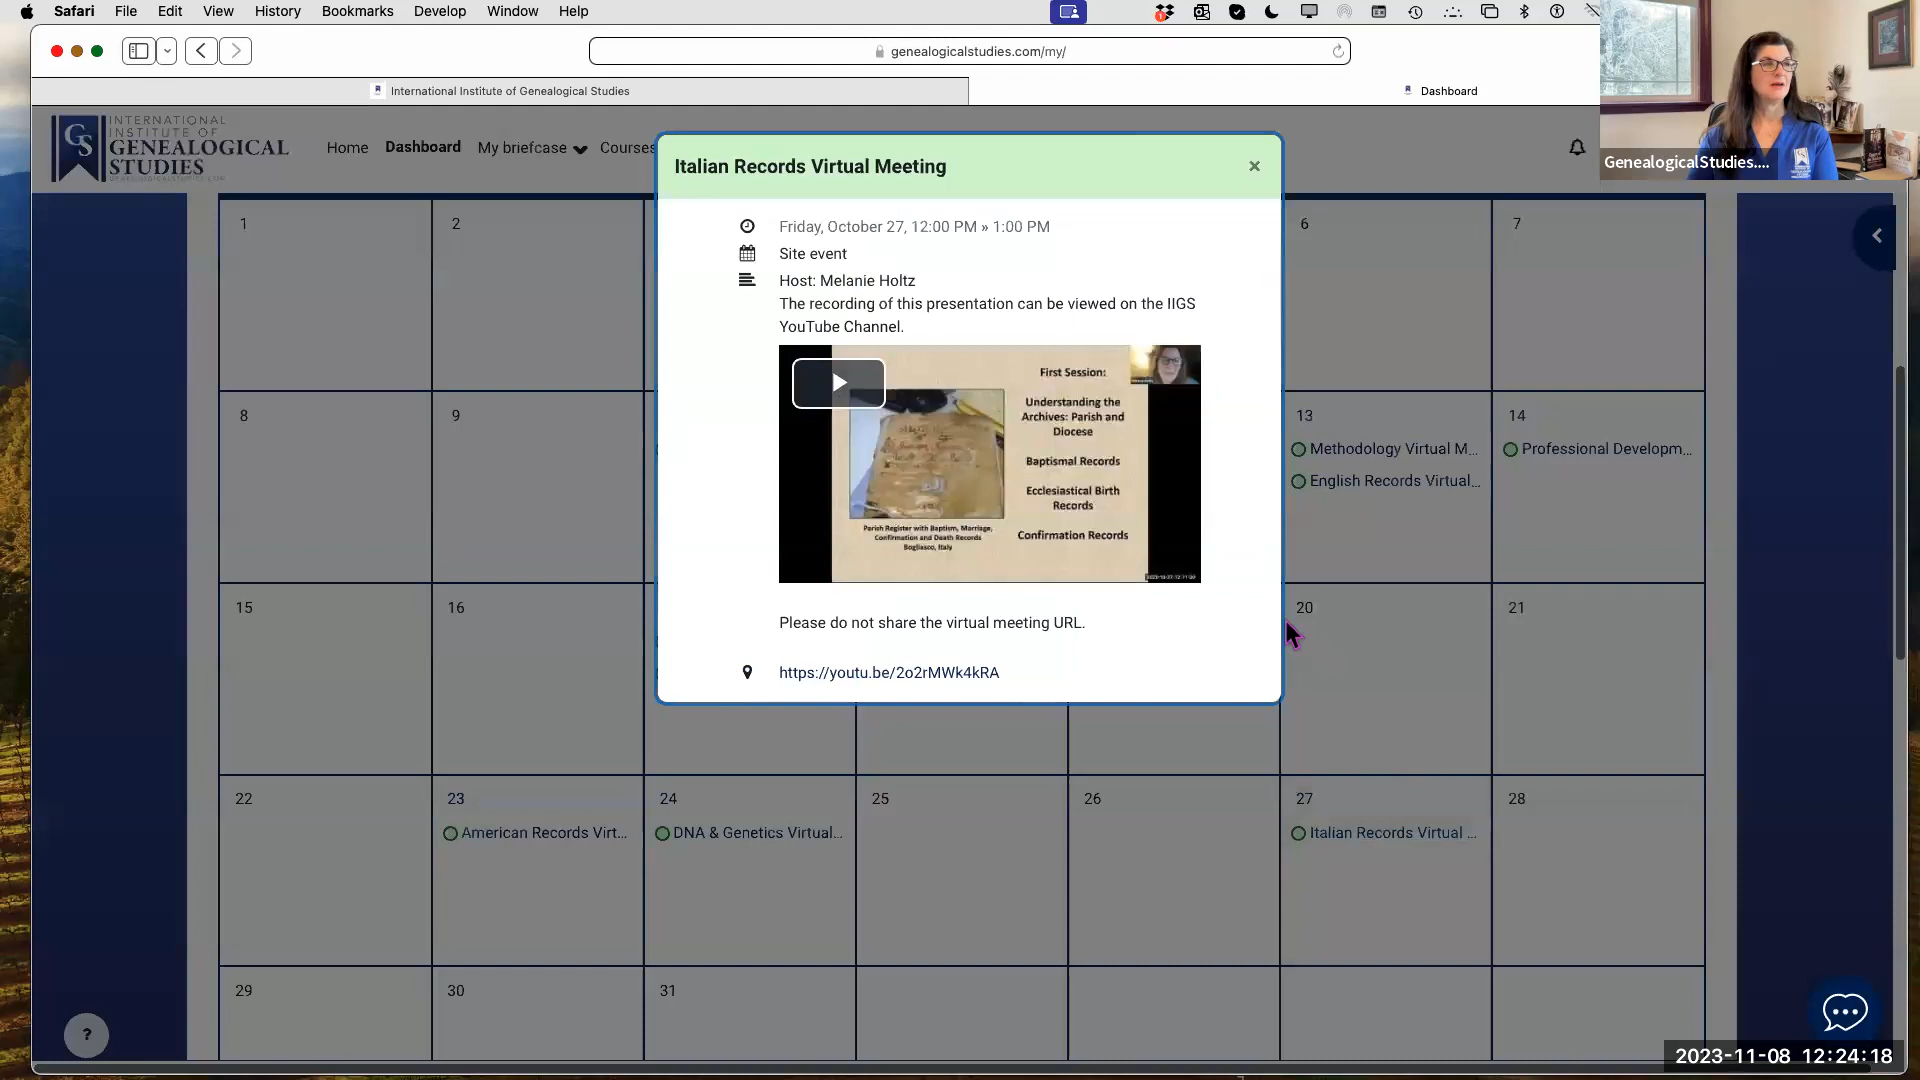 Safari File Edit View History Bookmarks Develop Window Help
genealogicalstudies.com/my/
International Institute of Genealogical Studies
Dashboard
GenealogicalStudies....
INTERNATIONAL
INSTITUTE OF
GENEALOGICAL
STUDIES
GS
Home Dashboard My briefcase Courses
Italian Records Virtual Meeting
×
Friday, October 27, 12:00 PM » 1:00 PM
Site event
Host: Melanie Holtz
The recording of this presentation can be viewed on the IIGS
YouTube Channel.
First Session:
Understanding the
Archives: Parish and
Diocese
Baptismal Records
Ecclesiastical Birth
Records
Confirmation Records
Parish Register with Baptism, Marriage,
Confirmation and Death Records
Bogliasco, Italy
Please do not share the virtual meeting URL.
https://youtu.be/2o2rMWk4kRA
1 2 6 7
8 9 13 14
Methodology Virtual M... Professional Developm...
English Records Virtual...
15 16 20 21
22 23 24 25 26 27 28
American Records Virt... DNA & Genetics Virtual... Italian Records Virtual ...
29 30 31
?
2023-11-08 12:24:18